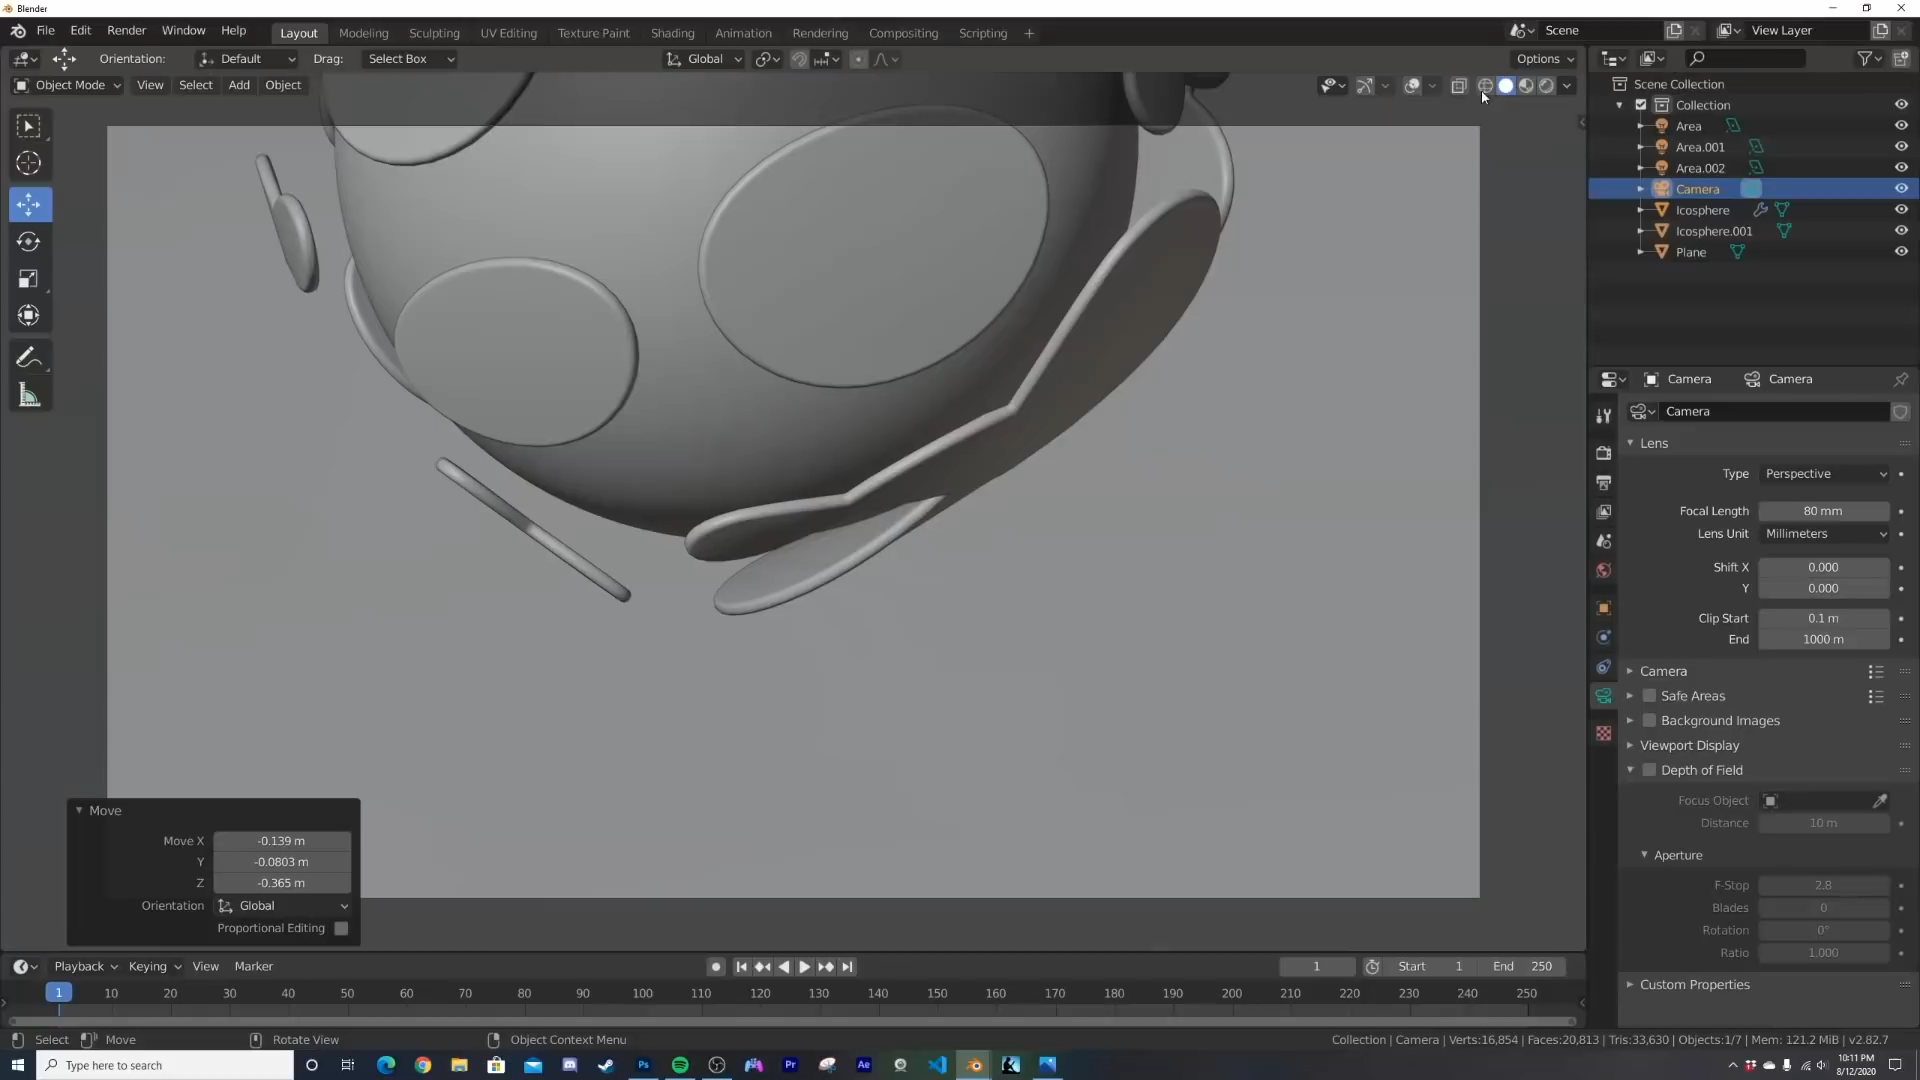 Blender
File Edit Render Window Help Layout Modeling Sculpting UV Editing Texture Paint Shading Animation Rendering Compositing Scripting + Scene View Layer
Orientation: Default Drag: Select Box Global Options
Object Mode View Select Add Object
Scene Collection
Collection
Area
Area.001
Area.002
Camera
Icosphere
Icosphere.001
Plane
Camera Camera
Camera
Lens
Type Perspective
Focal Length 80 mm
Lens Unit Millimeters
Shift X 0.000
Y 0.000
Clip Start 0.1 m
End 1000 m
Camera
Safe Areas
Background Images
Viewport Display
Depth of Field
Focus Object
Distance 10 m
Aperture
F-Stop 2.8
Blades 0
Rotation 0°
Ratio 1.000
Custom Properties
Move
Move X -0.139 m
Y -0.0803 m
Z -0.365 m
Orientation Global
Proportional Editing
Playback Keying View Marker 1 Start 1 End 250
1 10 20 30 40 50 60 70 80 90 100 110 120 130 140 150 160 170 180 190 200 210 220 230 240 250
Select Move Rotate View Object Context Menu Collection | Camera | Verts:16,854 | Faces:20,813 | Tris:33,630 | Objects:1/7 | Mem: 121.2 MiB | v2.82.7
Type here to search Ps Pr Ae 10:11 PM
8/12/2020